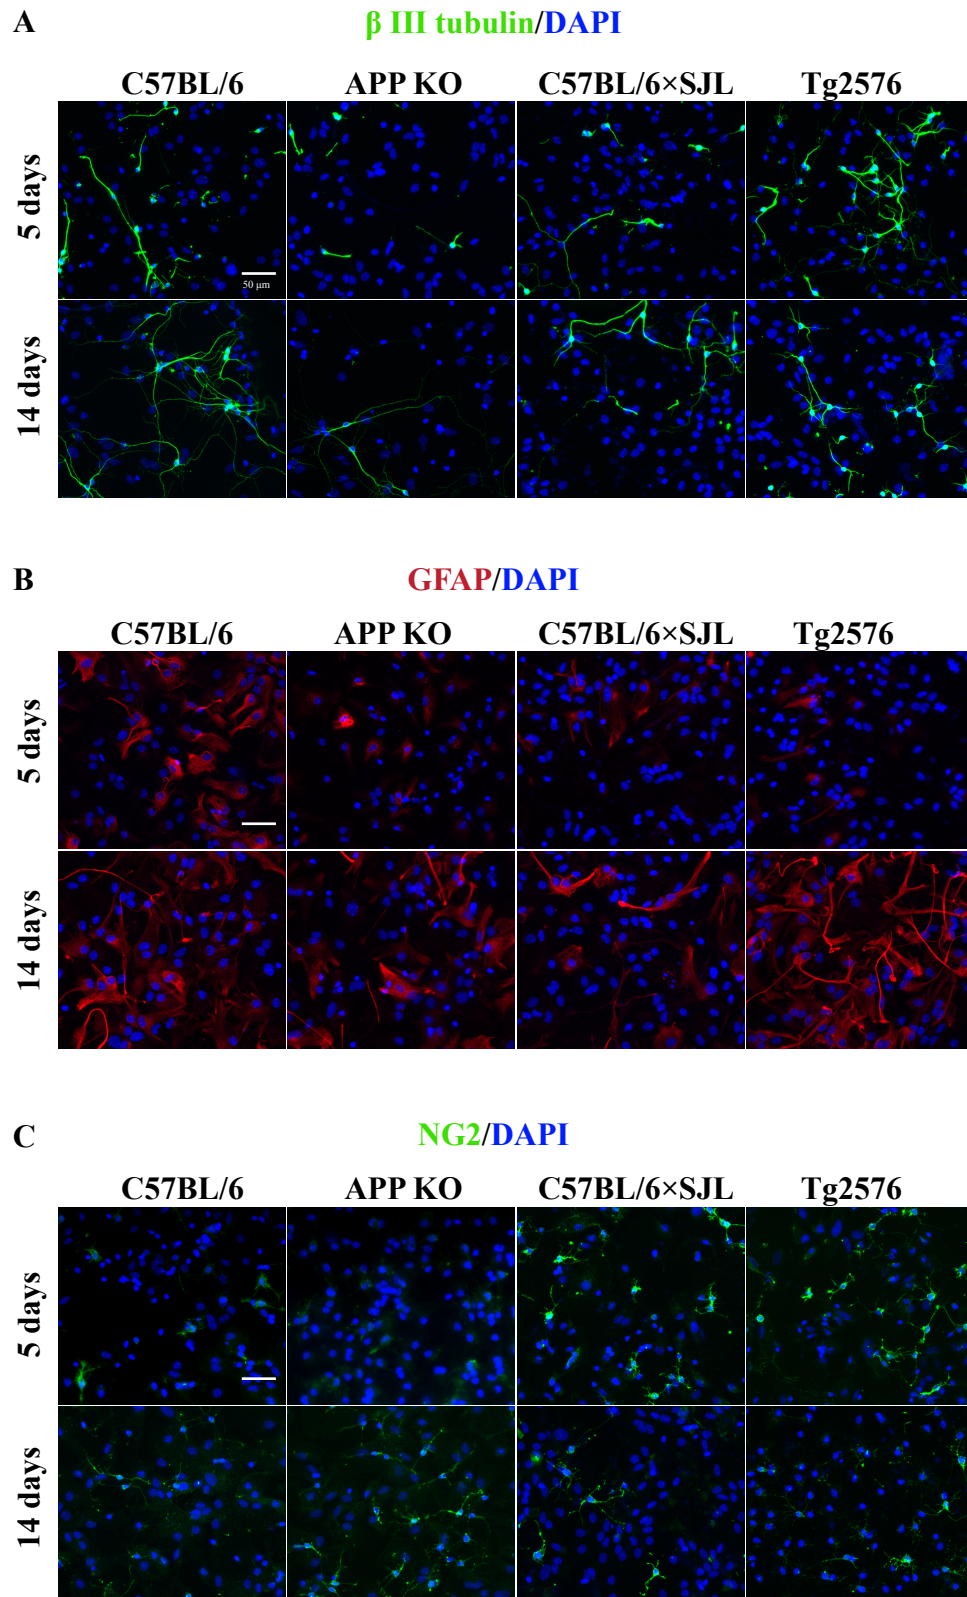 A
β III tubulin/DAPI
C57BL/6 APP KO C57BL/6×SJL Tg2576
5 days
50 μm
14 days
B
GFAP/DAPI
C57BL/6 APP KO C57BL/6×SJL Tg2576
5 days
14 days
C
NG2/DAPI
C57BL/6 APP KO C57BL/6×SJL Tg2576
5 days
14 days